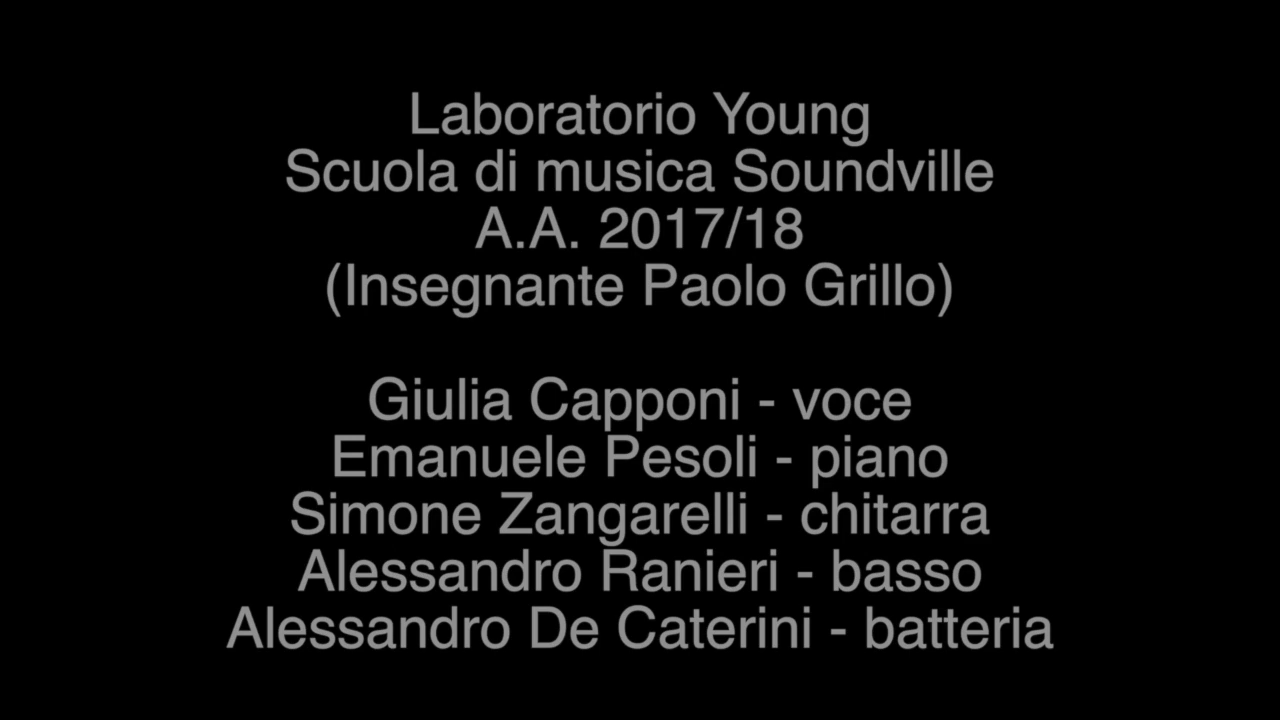 Laboratorio Young
Scuola di musica Soundville
A.A. 2017/18
(Insegnante Paolo Grillo)
Giulia Capponi - voce
Emanuele Pesoli - piano
Simone Zangarelli - chitarra
Alessandro Ranieri - basso
Alessandro De Caterini - batteria